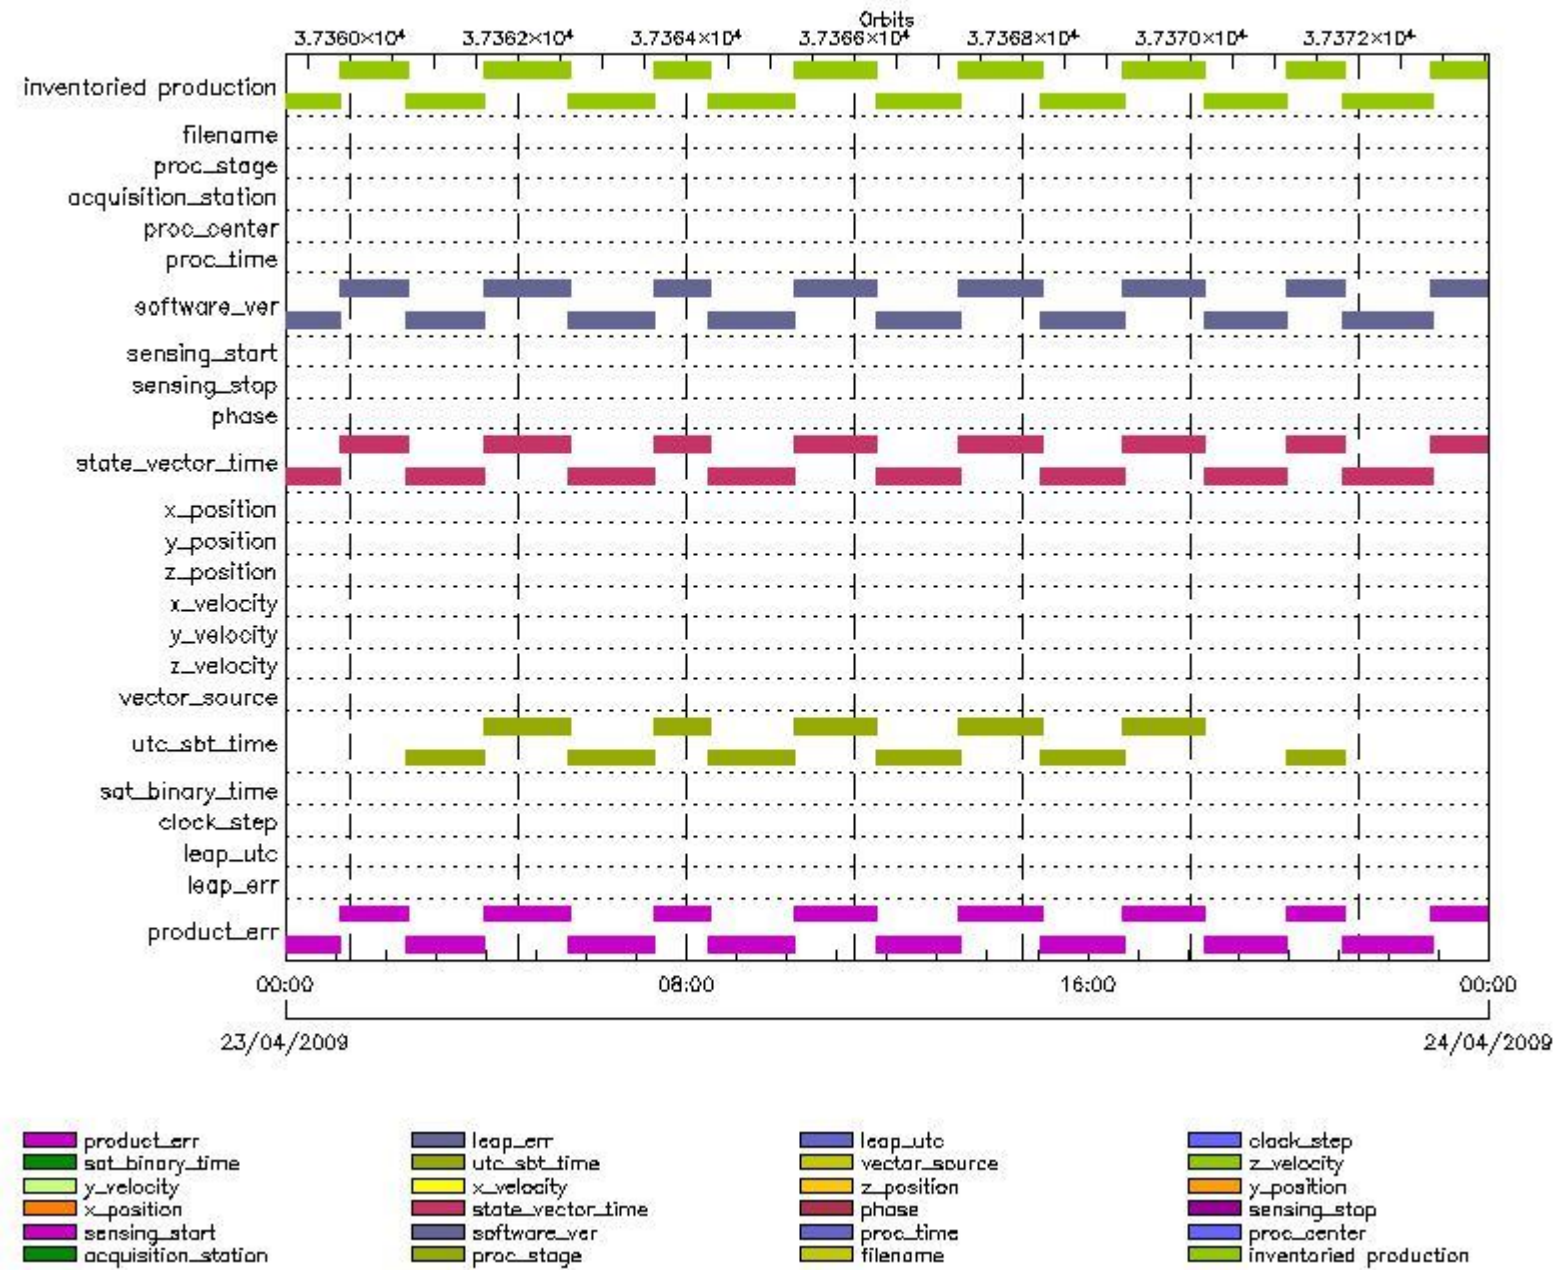 Orbits
3.7360×10⁴ 3.7362×10⁴ 3.7364×10⁴ 3.7366×10⁴ 3.7368×10⁴ 3.7370×10⁴ 3.7372×10⁴
inventoried production
filename
proc_stage
acquisition_station
proc_center
proc_time
software_ver
sensing_start
sensing_stop
phase
state_vector_time
x_position
y_position
z_position
x_velocity
y_velocity
z_velocity
vector_source
utc_sbt_time
sat_binary_time
clock_step
leap_utc
leap_err
product_err
00:00 08:00 16:00 00:00
23/04/2009 24/04/2009
product_err leap_err leap_utc clock_step
sat_binary_time utc_sbt_time vector_source z_velocity
y_velocity x_velocity z_position y_position
x_position state_vector_time phase sensing_stop
sensing_start software_ver proc_time proc_center
acquisition_station proc_stage filename inventoried production